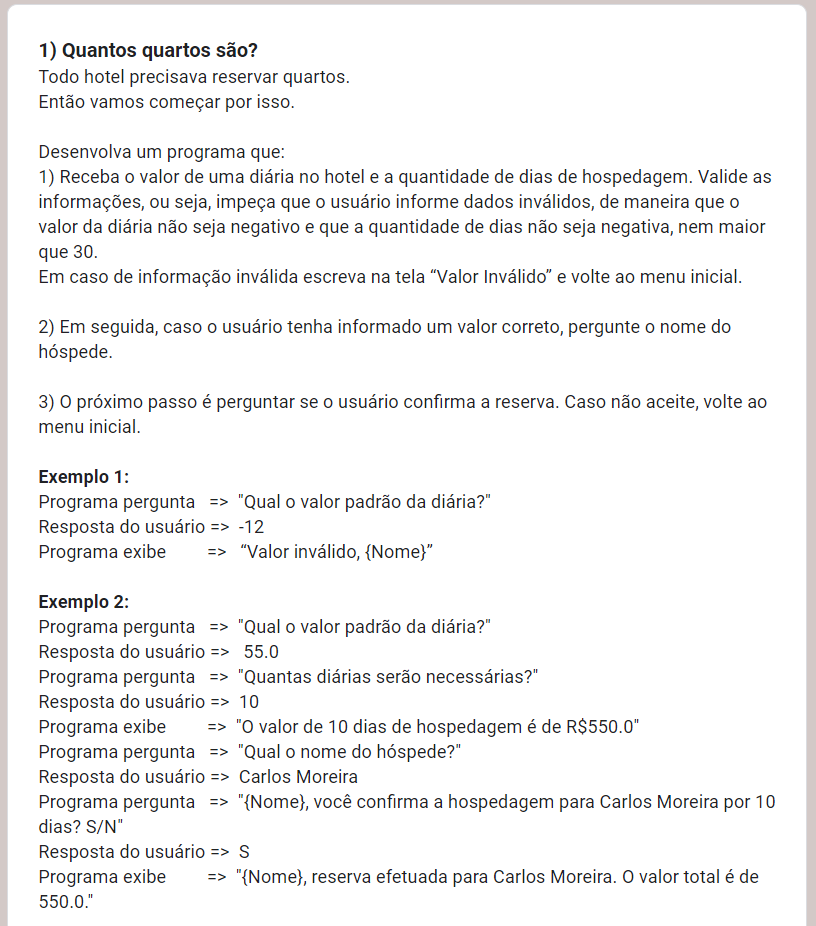 1) Quantos quartos são?
Todo hotel precisava reservar quartos.
Então vamos começar por isso.
Desenvolva um programa que:
1) Receba o valor de uma diária no hotel e a quantidade de dias de hospedagem. Valide as
informações, ou seja, impeça que o usuário informe dados inválidos, de maneira que o
valor da diária não seja negativo e que a quantidade de dias não seja negativa, nem maior
que 30.
Em caso de informação inválida escreva na tela “Valor Inválido” e volte ao menu inicial.
2) Em seguida, caso o usuário tenha informado um valor correto, pergunte o nome do
hóspede.
3) O próximo passo é perguntar se o usuário confirma a reserva. Caso não aceite, volte ao
menu inicial.
Exemplo 1:
Programa pergunta => "Qual o valor padrão da diária?"
Resposta do usuário => -12
Programa exibe => “Valor inválido, {Nome}”
Exemplo 2:
Programa pergunta => "Qual o valor padrão da diária?"
Resposta do usuário => 55.0
Programa pergunta => "Quantas diárias serão necessárias?"
Resposta do usuário => 10
Programa exibe => "O valor de 10 dias de hospedagem é de R$550.0"
Programa pergunta => "Qual o nome do hóspede?"
Resposta do usuário => Carlos Moreira
Programa pergunta => "{Nome}, você confirma a hospedagem para Carlos Moreira por 10
dias? S/N"
Resposta do usuário => S
Programa exibe => "{Nome}, reserva efetuada para Carlos Moreira. O valor total é de
550.0."